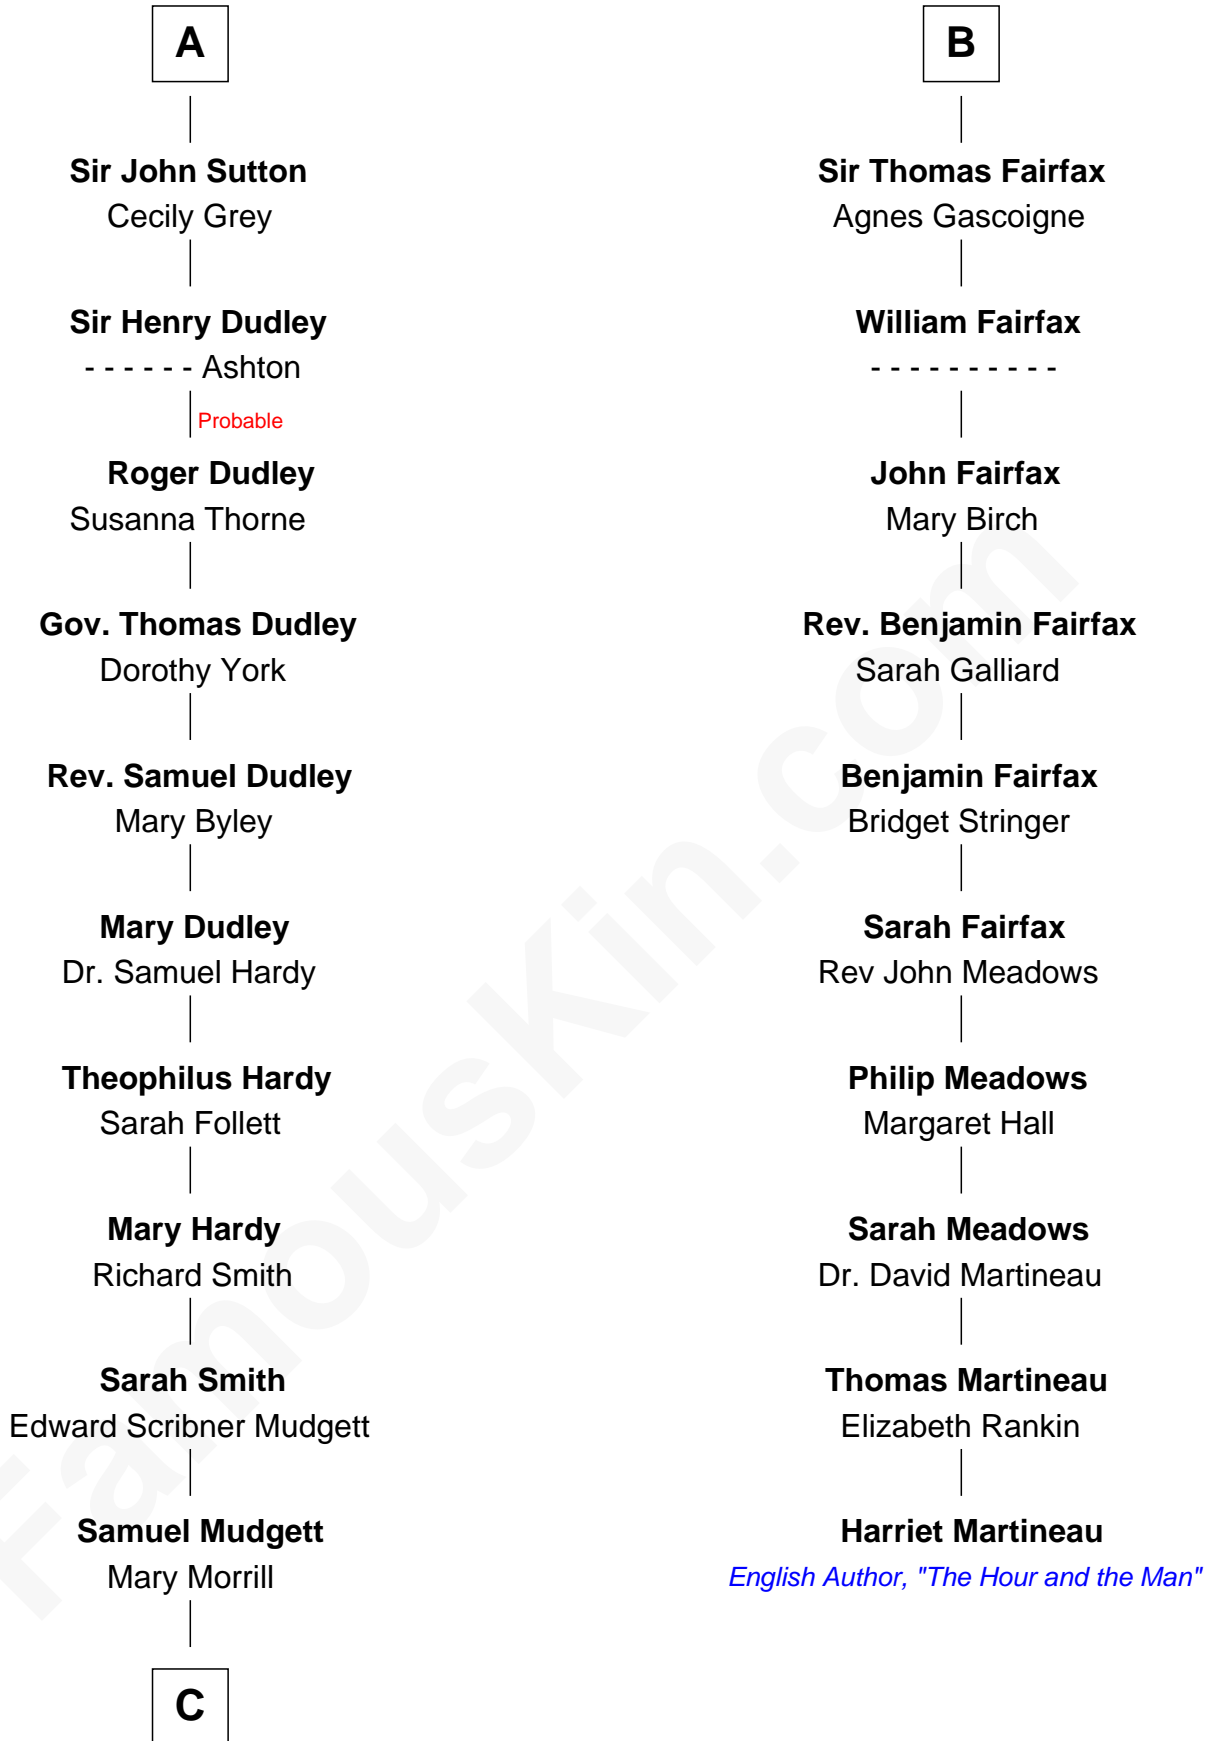 A
Sir John Sutton
Cecily Grey
Sir Henry Dudley
- - - - - - Ashton
Probable
Roger Dudley
Susanna Thorne
Gov. Thomas Dudley
Dorothy York
Rev. Samuel Dudley
Mary Byley
Mary Dudley
Dr. Samuel Hardy
Theophilus Hardy
Sarah Follett
Mary Hardy
Richard Smith
Sarah Smith
Edward Scribner Mudgett
Samuel Mudgett
Mary Morrill
C
B
Sir Thomas Fairfax
Agnes Gascoigne
William Fairfax
- - - - - - - - - -
John Fairfax
Mary Birch
Rev. Benjamin Fairfax
Sarah Galliard
Benjamin Fairfax
Bridget Stringer
Sarah Fairfax
Rev John Meadows
Philip Meadows
Margaret Hall
Sarah Meadows
Dr. David Martineau
Thomas Martineau
Elizabeth Rankin
Harriet Martineau
English Author, "The Hour and the Man"
FamousKin.com